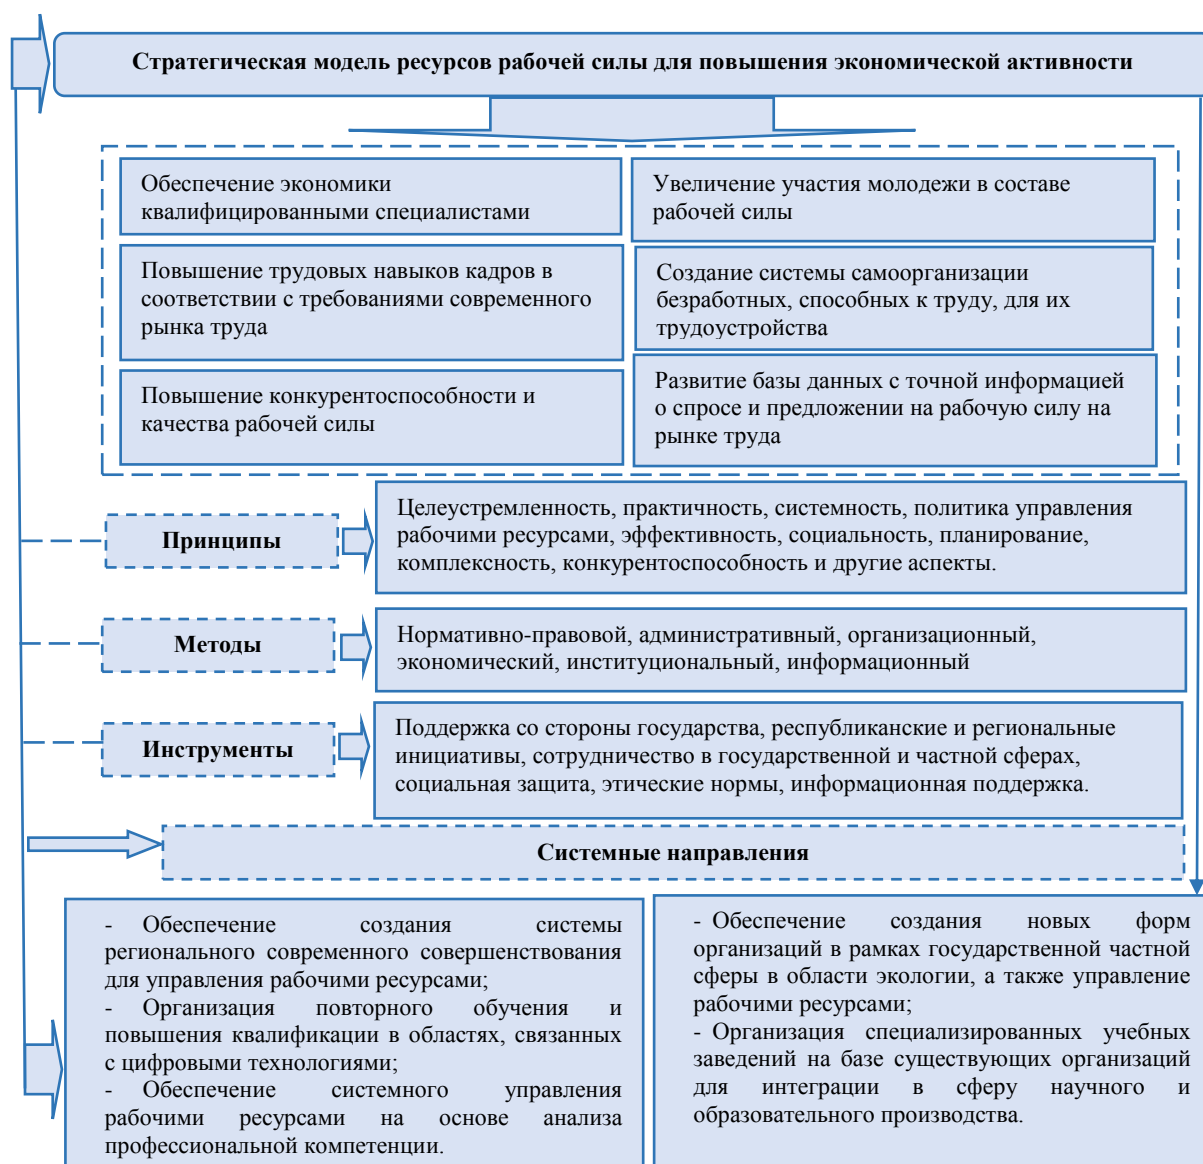 Стратегическая модель ресурсов рабочей силы для повышения экономической активности
Обеспечение экономики
квалифицированными специалистами
Увеличение участия молодежи в составе
рабочей силы
Повышение трудовых навыков кадров в
соответствии с требованиями современного
рынка труда
Создание системы самоорганизации
безработных, способных к труду, для их
трудоустройства
Повышение конкурентоспособности и
качества рабочей силы
Развитие базы данных с точной информацией
о спросе и предложении на рабочую силу на
рынке труда
Принципы
Целеустремленность, практичность, системность, политика управления
рабочими ресурсами, эффективность, социальность, планирование,
комплексность, конкурентоспособность и другие аспекты.
Методы
Нормативно-правовой, административный, организационный,
экономический, институциональный, информационный
Инструменты
Поддержка со стороны государства, республиканские и региональные
инициативы, сотрудничество в государственной и частной сферах,
социальная защита, этические нормы, информационная поддержка.
Системные направления
- Обеспечение создания системы
регионального современного совершенствования
для управления рабочими ресурсами;
- Организация повторного обучения и
повышения квалификации в областях, связанных
с цифровыми технологиями;
- Обеспечение системного управления
рабочими ресурсами на основе анализа
профессиональной компетенции.
- Обеспечение создания новых форм
организаций в рамках государственной частной
сферы в области экологии, а также управление
рабочими ресурсами;
- Организация специализированных учебных
заведений на базе существующих организаций
для интеграции в сферу научного и
образовательного производства.